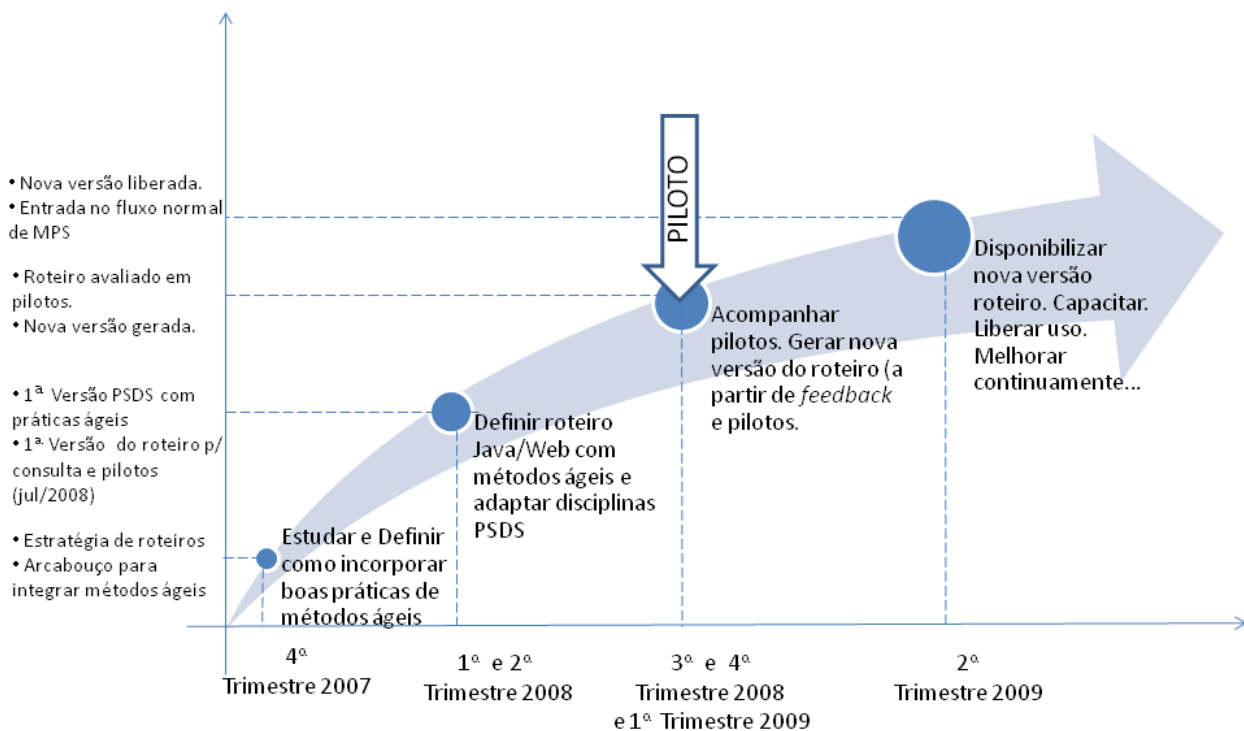 • Nova versão liberada.
• Entrada no fluxo normal
de MPS
• Roteiro avaliado em
pilotos.
• Nova versão gerada.
• 1ª Versão PSDS com
práticas ágeis
• 1ª Versão do roteiro p/
consulta e pilotos
(jul/2008)
• Estratégia de roteiros
• Arcabouço para
integrar métodos ágeis
PILOTO
Estudar e Definir
como incorporar
boas práticas de
métodos ágeis
Definir roteiro
Java/Web com
métodos ágeis e
adaptar disciplinas
PSDS
Acompanhar
pilotos. Gerar nova
versão do roteiro (a
partir de feedback
e pilotos.
Disponibilizar
nova versão
roteiro. Capacitar.
Liberar uso.
Melhorar
continuamente...
4º
Trimestre 2007
1º e 2º
Trimestre 2008
3º e 4º
Trimestre 2008
e 1º Trimestre 2009
2º
Trimestre 2009